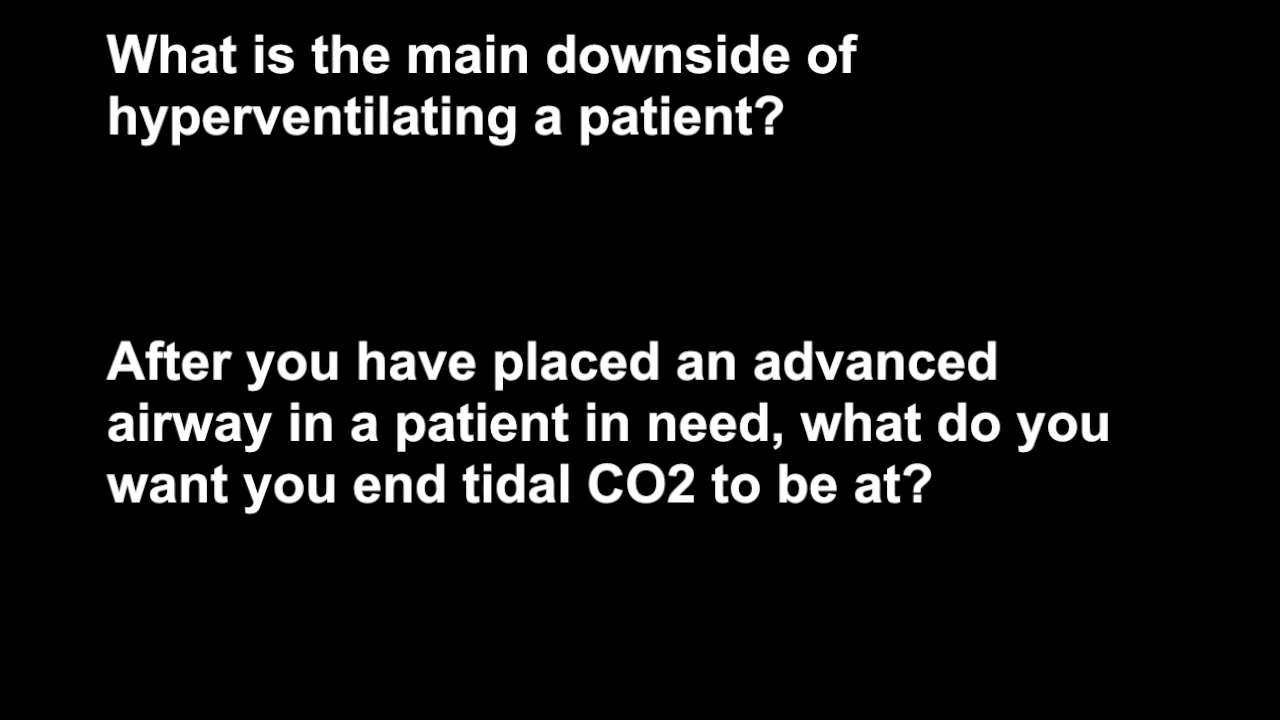 What is the main downside of
hyperventilating a patient?
After you have placed an advanced
airway in a patient in need, what do you
want you end tidal CO2 to be at?